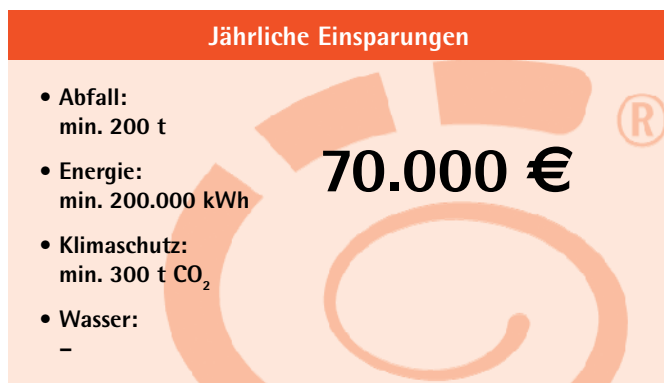 Jährliche Einsparungen
• Abfall:
min. 200 t
• Energie:
min. 200.000 kWh
• Klimaschutz:
min. 300 t CO₂
• Wasser:
–
70.000 €
®